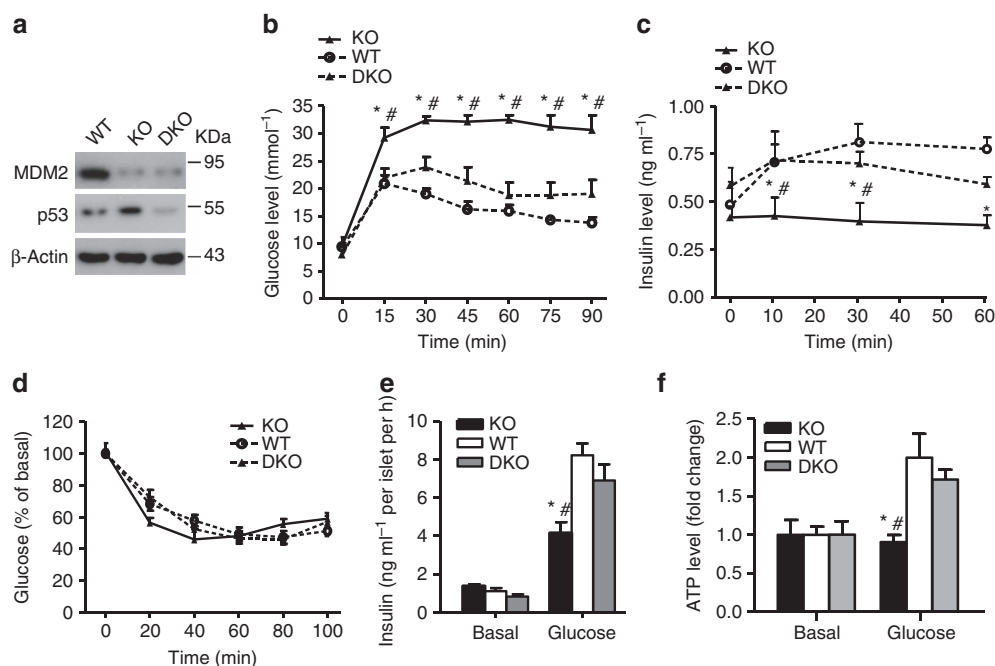 a
WT KO DKO KDa
MDM2 95
p53 55
β-Actin 43
b
KO
WT
DKO
Glucose level (mmol⁻¹)
35
30
25
20
15
10
5
0
* # * # * # * # * # * #
0 15 30 45 60 75 90
Time (min)
c
KO
WT
DKO
Insulin level (ng ml⁻¹)
1.00
0.75
0.50
0.25
0.00
* # * # *
0 10 20 30 40 50 60
Time (min)
d
KO
WT
DKO
Glucose (% of basal)
120
100
80
60
40
20
0
0 20 40 60 80 100
Time (min)
e
KO
WT
DKO
Insulin (ng ml⁻¹ per islet per h)
10
8
6
4
2
0
* #
Basal Glucose
f
KO
WT
DKO
ATP level (fold change)
2.5
2.0
1.5
1.0
0.5
0.0
* #
Basal Glucose